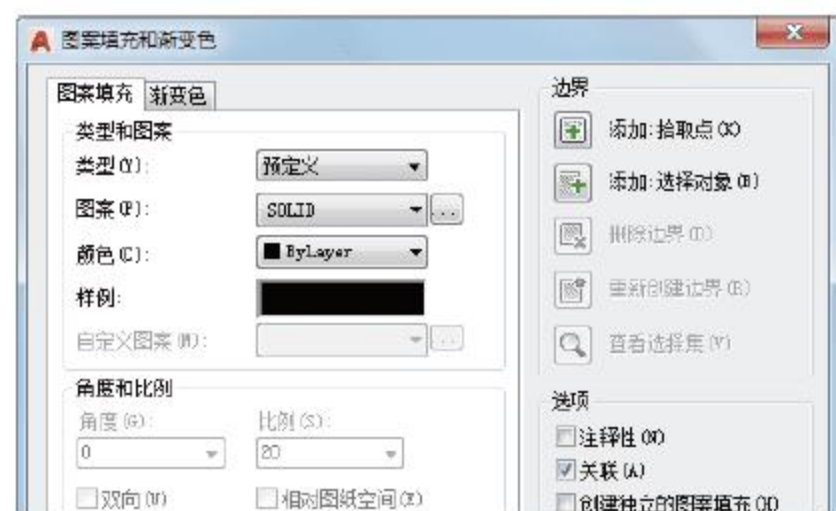 图案填充和渐变色
图案填充 渐变色
类型和图案
类型(Y): 预定义
图案(P): SOLID ...
颜色(C): ByLayer
样例:
自定义图案(M): ...
角度和比例
角度(G): 比例(S):
0 20
双向(U) 相对图纸空间(E)
边界
添加:拾取点(K)
添加:选择对象(B)
删除边界(D)
重新创建边界(R)
查看选择集(V)
选项
注释性(N)
关联(A)
创建独立的图案填充(H)